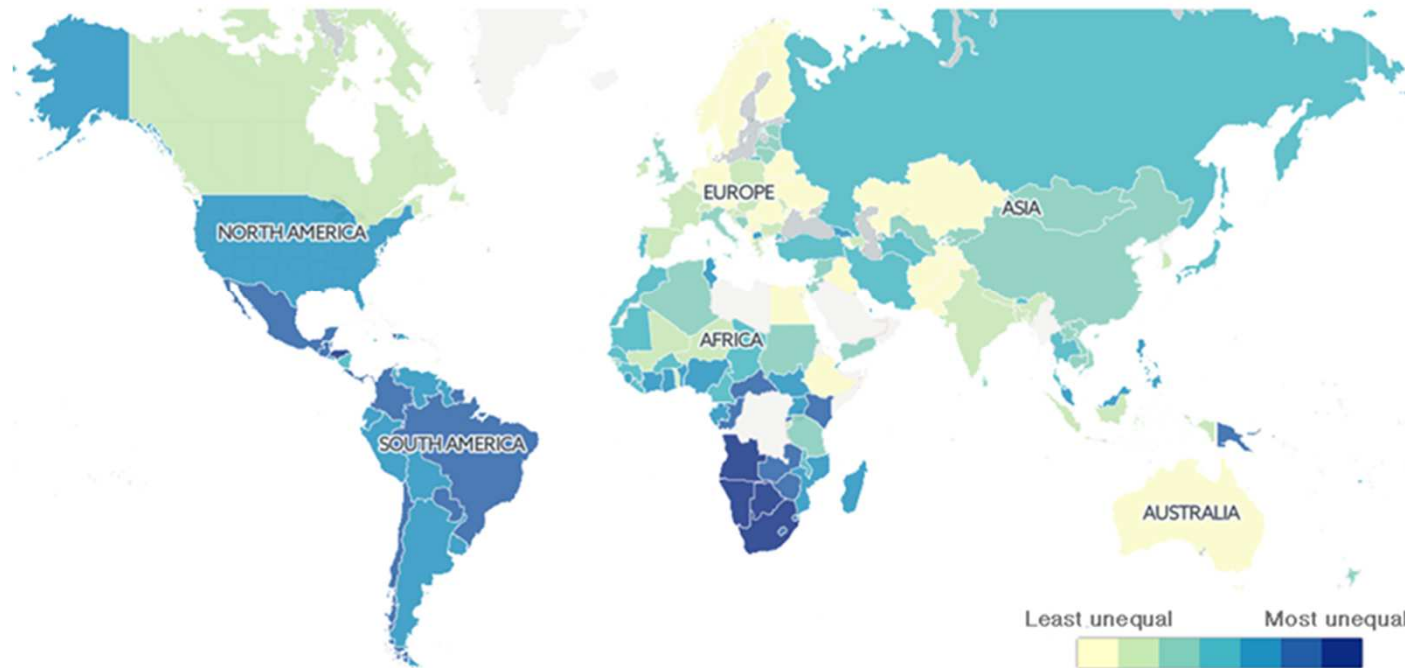 EUROPE
ASIA
NORTH AMERICA
AFRICA
SOUTH AMERICA
AUSTRALIA
Least unequal Most unequal